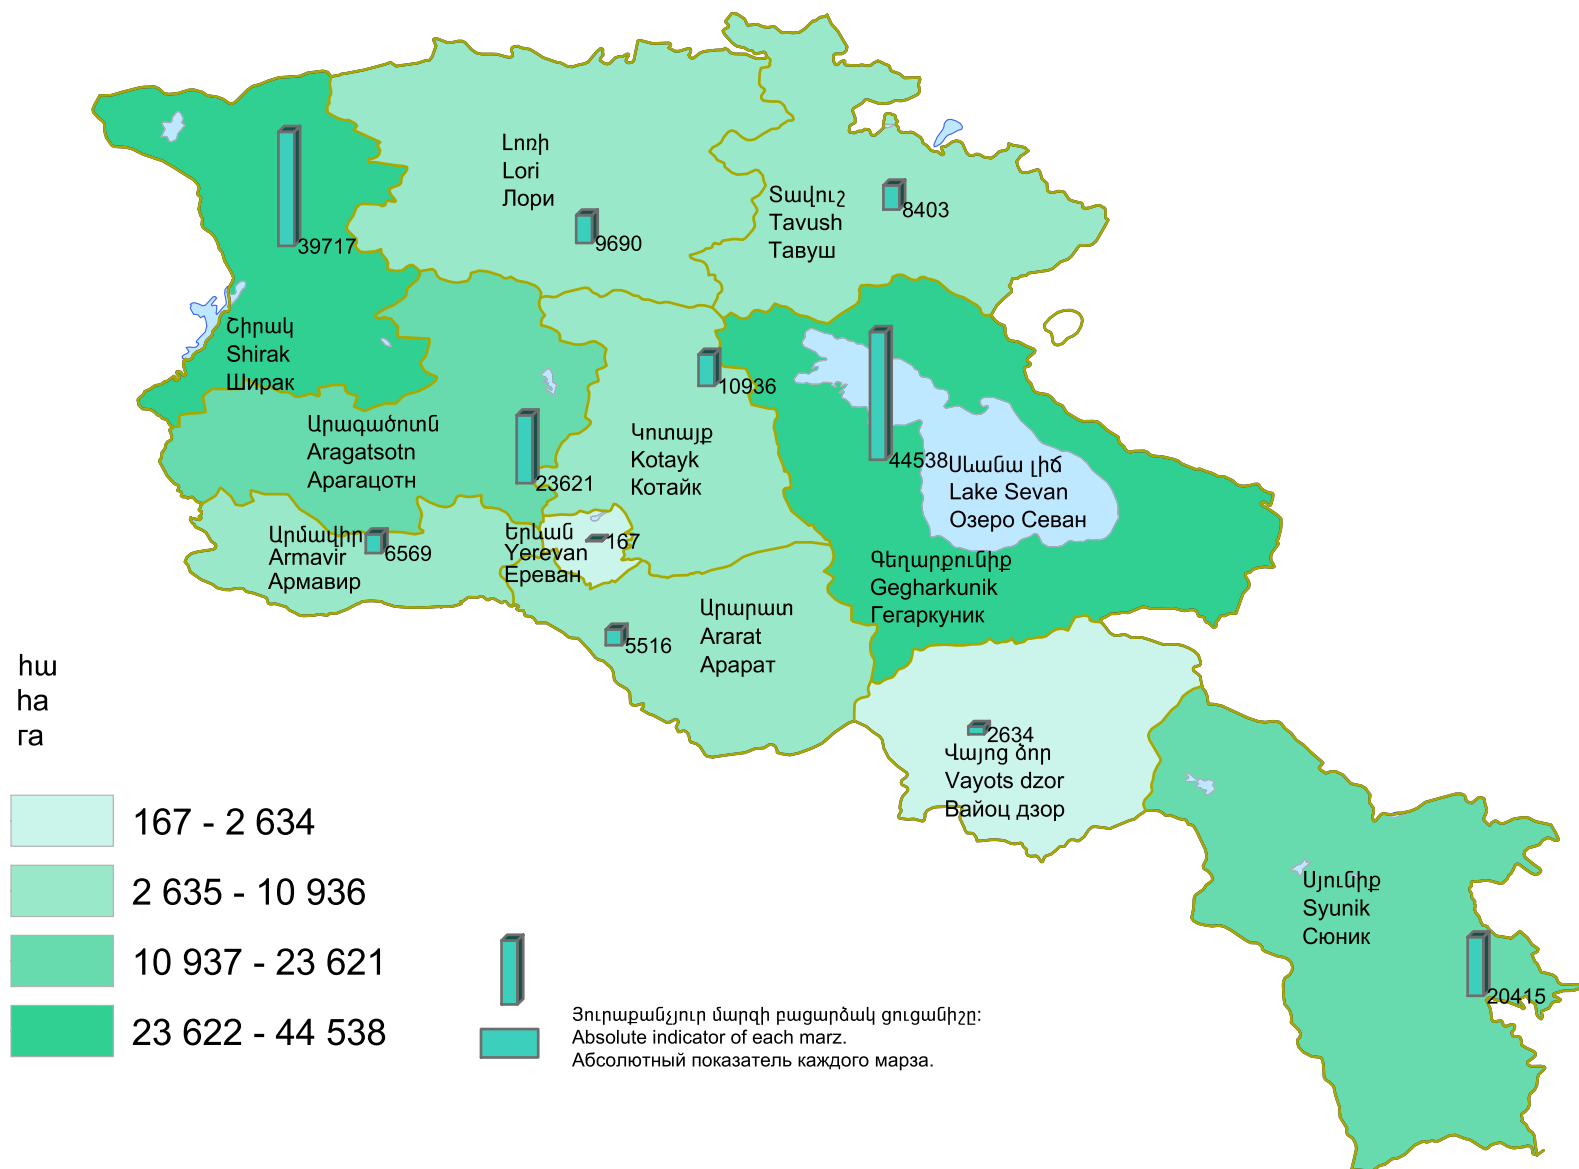 Լոռի
Lori
Лори
9690
Տավուշ
Tavush
Тавуш
8403
39717
Շիրակ
Shirak
Ширак
10936
44538
Արագածոտն
Aragatsotn
Арагацотн
23621
Կոտայք
Kotayk
Котайк
Սևանա լիճ
Lake Sevan
Озеро Севан
Արմավիր
Armavir
Армавир
6569
Երևան
Yerevan
Ереван
167
Գեղարքունիք
Gegharkunik
Гегаркуник
Արարատ
Ararat
Арарат
5516
2634
Վայոց ձոր
Vayots dzor
Вайоц дзор
Սյունիք
Syunik
Сюник
20415
հա
ha
га
167 - 2 634
2 635 - 10 936
10 937 - 23 621
23 622 - 44 538
Յուրաքանչյուր մարզի բացարձակ ցուցանիշը:
Absolute indicator of each marz.
Абсолютный показатель каждого марза.